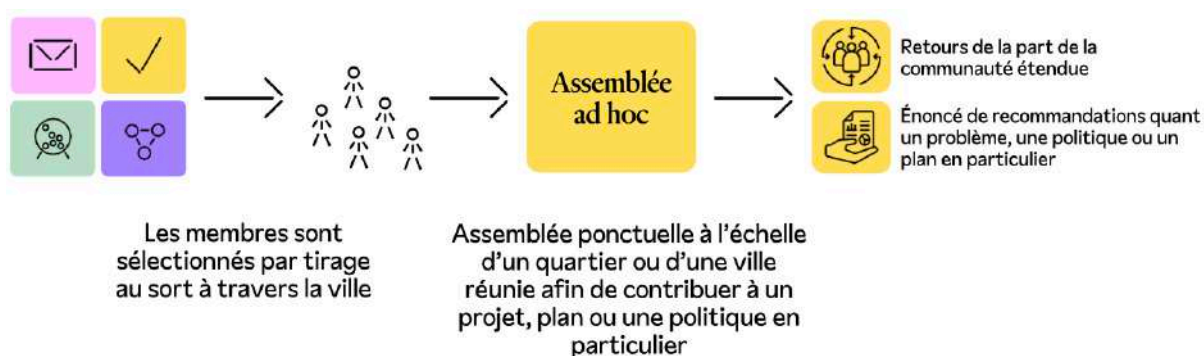 Assemblée
ad hoc
Retours de la part de la
communauté étendue
Énoncé de recommandations quant
un problème, une politique ou un
plan en particulier
Les membres sont
sélectionnés par tirage
au sort à travers la ville
Assemblée ponctuelle à l'échelle
d'un quartier ou d'une ville
réunie afin de contribuer à un
projet, plan ou une politique en
particulier